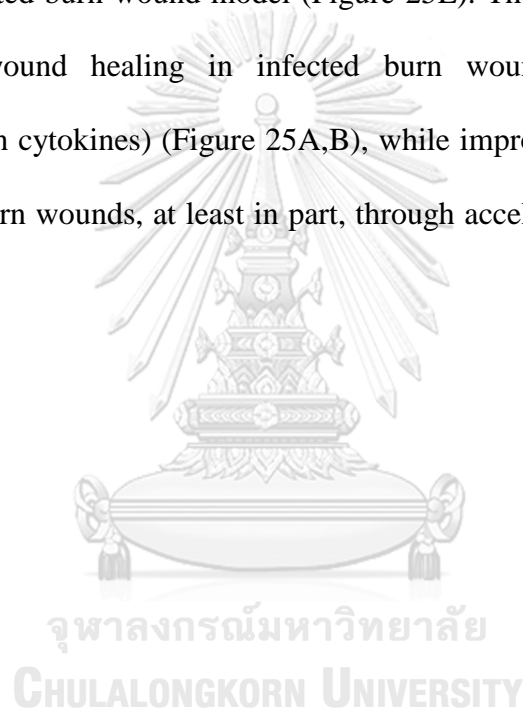 ted burn wound model (Figure 25E). Th
wound healing in infected burn wour
n cytokines) (Figure 25A,B), while impro
rn wounds, at least in part, through accel
จุฬาลงกรณ์มหาวิทยาลัย
CHULALONGKORN UNIVERSITY